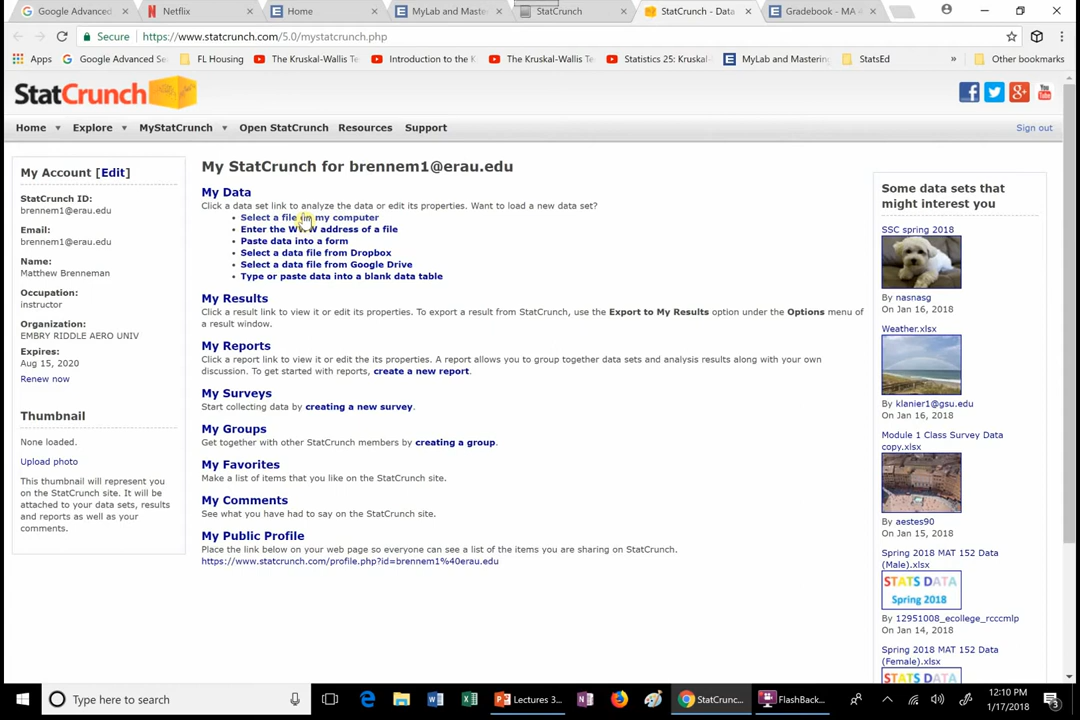 Google Advanced
Netflix
Home
MyLab and Maste
StatCrunch
StatCrunch - Data
Gradebook - MA 4
Secure
https://www.statcrunch.com/5.0/mystatcrunch.php
Apps
Google Advanced Se
FL Housing
The Kruskal-Wallis Te
Introduction to the K
The Kruskall-Wallis T
Statistics 25: Kruskal-
MyLab and Mastering
StatsEd
»
Other bookmarks
StatCrunch
Home
Explore
MyStatCrunch
Open StatCrunch
Resources
Support
Sign out
My Account [Edit]
StatCrunch ID:
brennem1@erau.edu
Email:
brennem1@erau.edu
Name:
Matthew Brenneman
Occupation:
instructor
Organization:
EMBRY RIDDLE AERO UNIV
Expires:
Aug 15, 2020
Renew now
Thumbnail
None loaded.
Upload photo
This thumbnail will represent you
on the StatCrunch site. It will be
attached to your data sets, results
and reports as well as your
comments.
My StatCrunch for brennem1@erau.edu
My Data
Click a data set link to analyze the data or edit its properties. Want to load a new data set?
• Select a file in my computer
• Enter the WWW address of a file
• Paste data into a form
• Select a data file from Dropbox
• Select a data file from Google Drive
• Type or paste data into a blank data table
My Results
Click a result link to view it or edit its properties. To export a result from StatCrunch, use the Export to My Results option under the Options menu of
a result window.
My Reports
Click a report link to view it or edit the its properties. A report allows you to group together data sets and analysis results along with your own
discussion. To get started with reports, create a new report.
My Surveys
Start collecting data by creating a new survey.
My Groups
Get together with other StatCrunch members by creating a group.
My Favorites
Make a list of items that you like on the StatCrunch site.
My Comments
See what you have had to say on the StatCrunch site.
My Public Profile
Place the link below on your web page so everyone can see a list of the items you are sharing on StatCrunch.
https://www.statcrunch.com/profile.php?id=brennem1%40erau.edu
Some data sets that
might interest you
SSC spring 2018
By nasnasg
On Jan 16, 2018
Weather.xlsx
By klanier1@gsu.edu
On Jan 16, 2018
Module 1 Class Survey Data
copy.xlsx
By aestes90
On Jan 15, 2018
Spring 2018 MAT 152 Data
(Male).xlsx
STATS DATA
Spring 2018
By 12951008_ecollege_rcccmlp
On Jan 14, 2018
Spring 2018 MAT 152 Data
(Female).xlsx
STATS DATA
Type here to search
Lectures 3...
StatCrunc...
FlashBack...
12:10 PM
1/17/2018
3